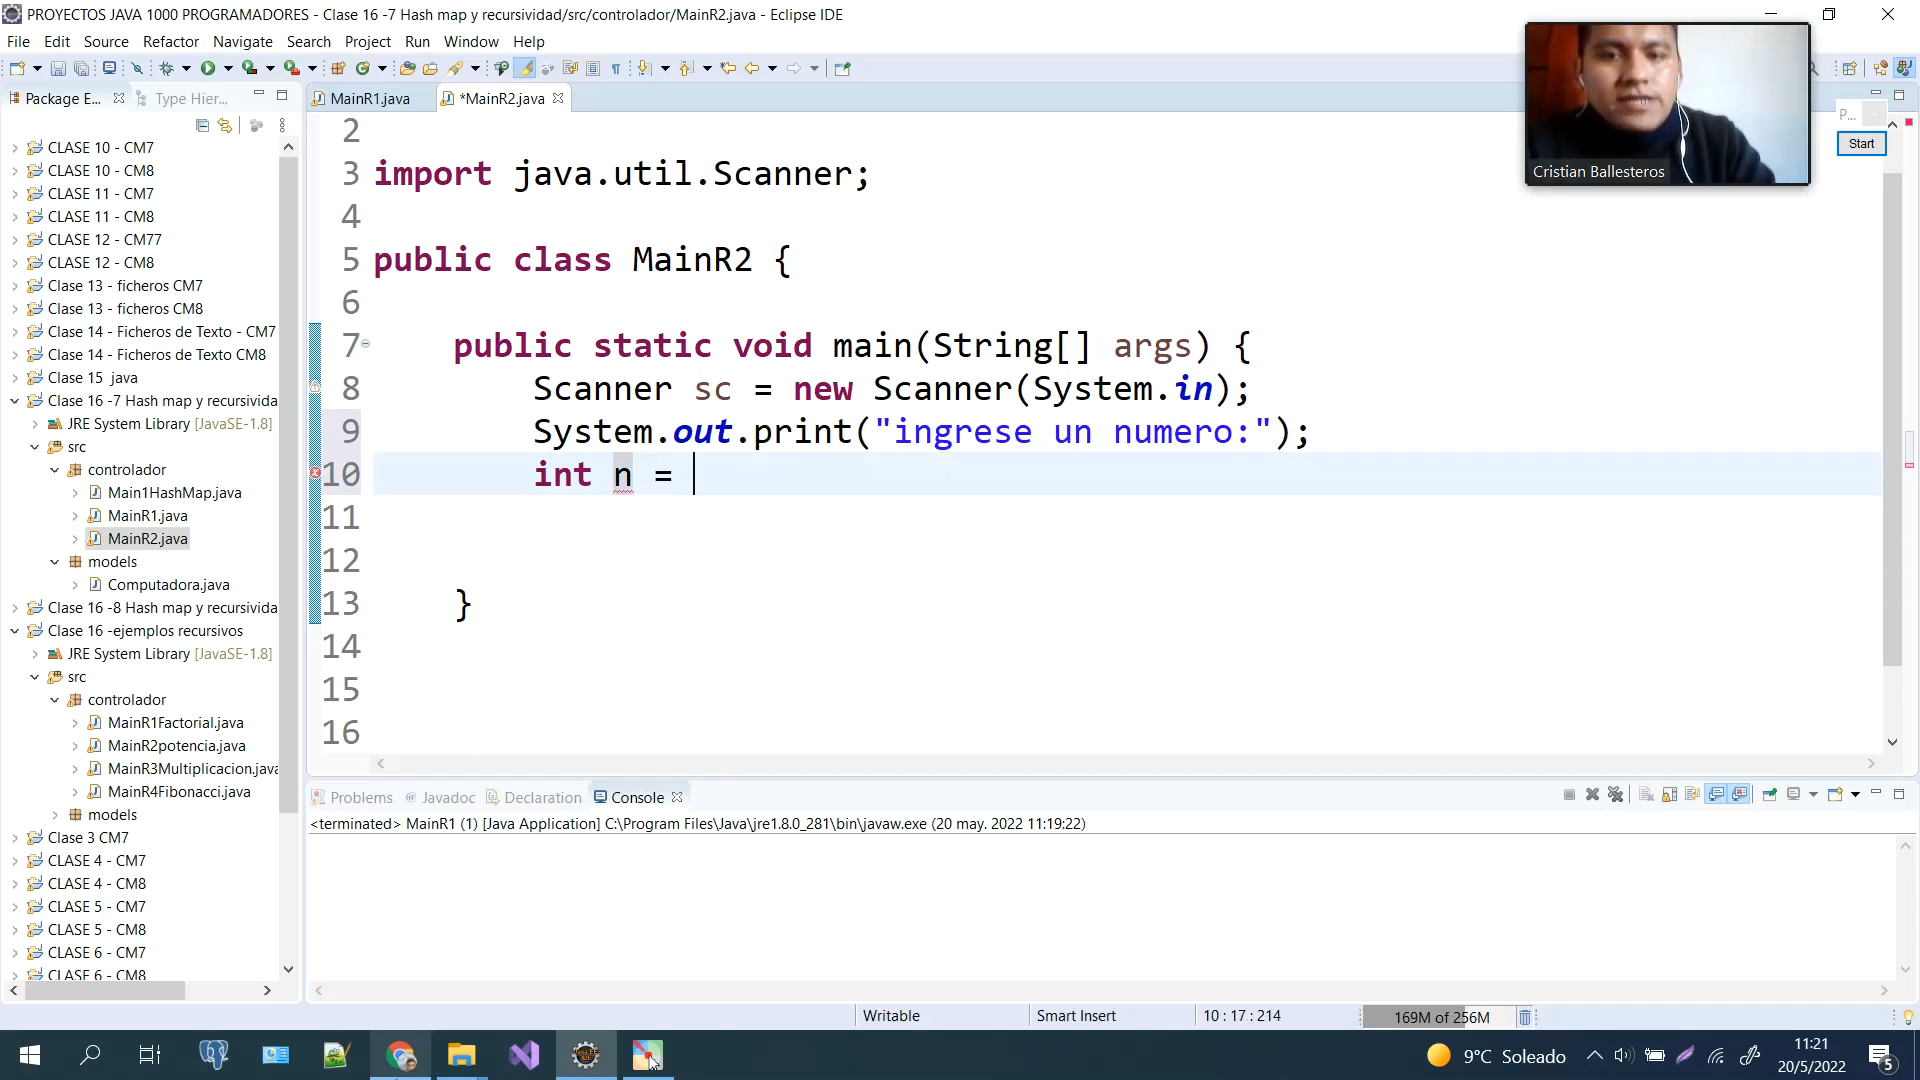 PROYECTOS JAVA 1000 PROGRAMADORES - Clase 16 -7 Hash map y recursividad/src/controlador/MainR2.java - Eclipse IDE
File Edit Source Refactor Navigate Search Project Run Window Help
Package E... Type Hier...
CLASE 10 - CM7
CLASE 10 - CM8
CLASE 11 - CM7
CLASE 11 - CM8
CLASE 12 - CM77
CLASE 12 - CM8
Clase 13 - ficheros CM7
Clase 13 - ficheros CM8
Clase 14 - Ficheros de Texto - CM7
Clase 14 - Ficheros de Texto CM8
Clase 15 java
Clase 16 -7 Hash map y recursivida
JRE System Library [JavaSE-1.8]
src
controlador
Main1HashMap.java
MainR1.java
MainR2.java
models
Computadora.java
Clase 16 -8 Hash map y recursivida
Clase 16 -ejemplos recursivos
JRE System Library [JavaSE-1.8]
src
controlador
MainR1Factorial.java
MainR2potencia.java
MainR3Multiplicacion.java
MainR4Fibonacci.java
models
Clase 3 CM7
CLASE 4 - CM7
CLASE 4 - CM8
CLASE 5 - CM7
CLASE 5 - CM8
CLASE 6 - CM7
CLASE 6 - CM8
MainR1.java *MainR2.java
2
3 import java.util.Scanner;
4
5 public class MainR2 {
6
7 public static void main(String[] args) {
8 Scanner sc = new Scanner(System.in);
9 System.out.print("ingrese un numero:");
10 int n =
11
12
13 }
14
15
16
Cristian Ballesteros
P...
Start
Problems @ Javadoc Declaration Console
<terminated> MainR1 (1) [Java Application] C:\Program Files\Java\jre1.8.0_281\bin\javaw.exe (20 may. 2022 11:19:22)
Writable Smart Insert 10 : 17 : 214 169M of 256M
9°C Soleado
11:21
20/5/2022
5